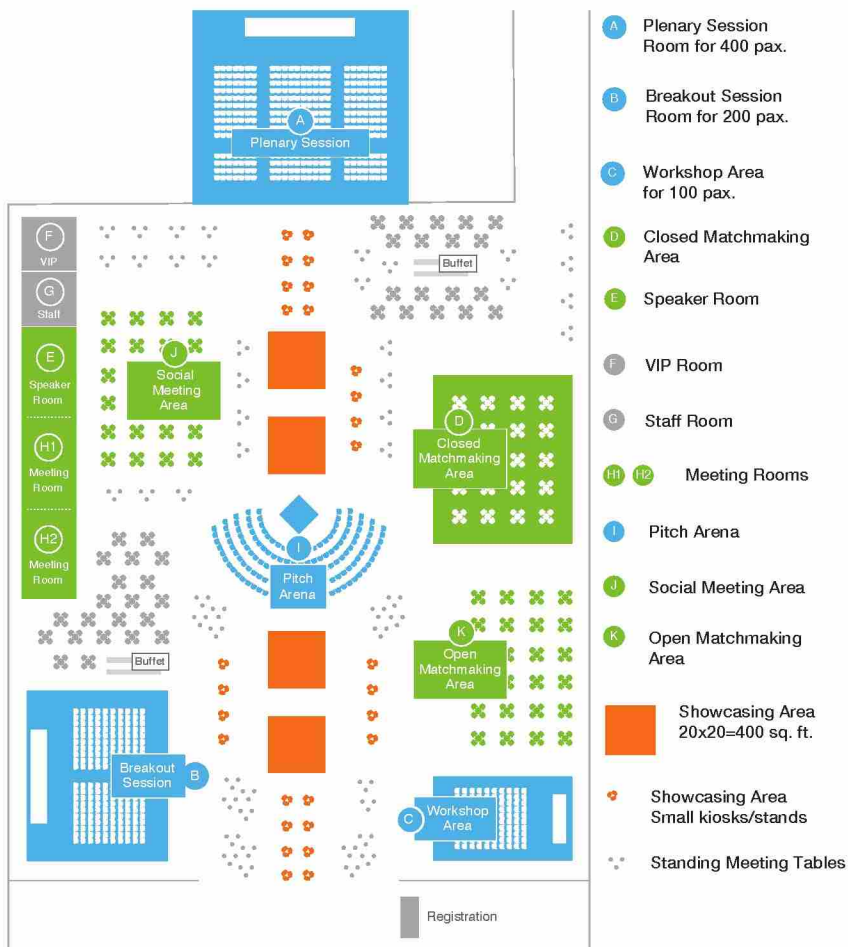 A
Plenary Session
F
VIP
G
Staff
Buffet
E
Speaker
Room
J
Social
Meeting
Area
H1
Meeting
Room
D
Closed
Matchmaking
Area
H2
Meeting
Room
I
Pitch
Arena
K
Open
Matchmaking
Area
Buffet
Breakout
Session
B
C
Workshop
Area
Registration
A Plenary Session
Room for 400 pax.
B Breakout Session
Room for 200 pax.
C Workshop Area
for 100 pax.
D Closed Matchmaking
Area
E Speaker Room
F VIP Room
G Staff Room
H1 H2 Meeting Rooms
I Pitch Arena
J Social Meeting Area
K Open Matchmaking
Area
Showcasing Area
20x20=400 sq. ft.
Showcasing Area
Small kiosks/stands
Standing Meeting Tables